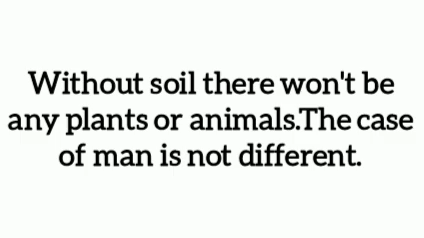 Without soil there won't be
any plants or animals.The case
of man is not different.